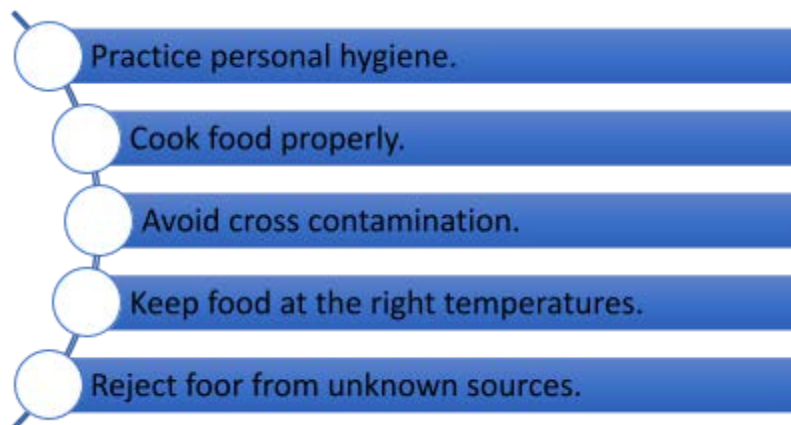 Practice personal hygiene.
Cook food properly.
Avoid cross contamination.
Keep food at the right temperatures.
Reject foor from unknown sources.